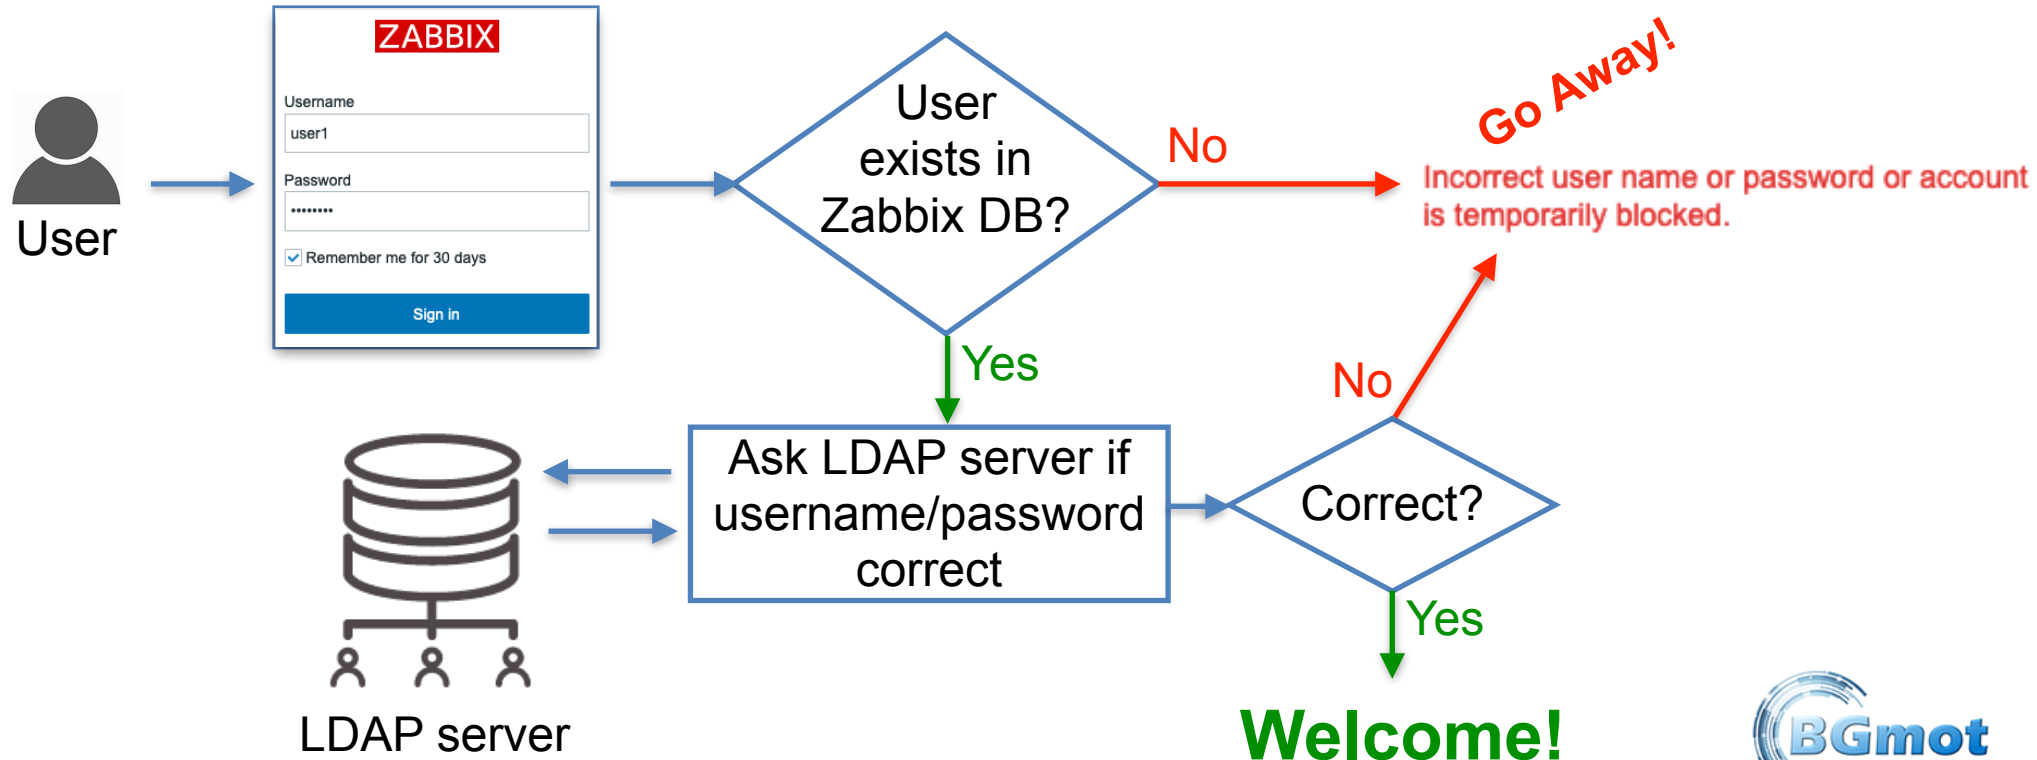 User
ZABBIX
Username
user1
Password
••••••••
Remember me for 30 days
Sign in
User
exists in
Zabbix DB?
No
Go Away!
Incorrect user name or password or account
is temporarily blocked.
Yes
Ask LDAP server if
username/password
correct
LDAP server
Correct?
No
Yes
Welcome!
BGmot